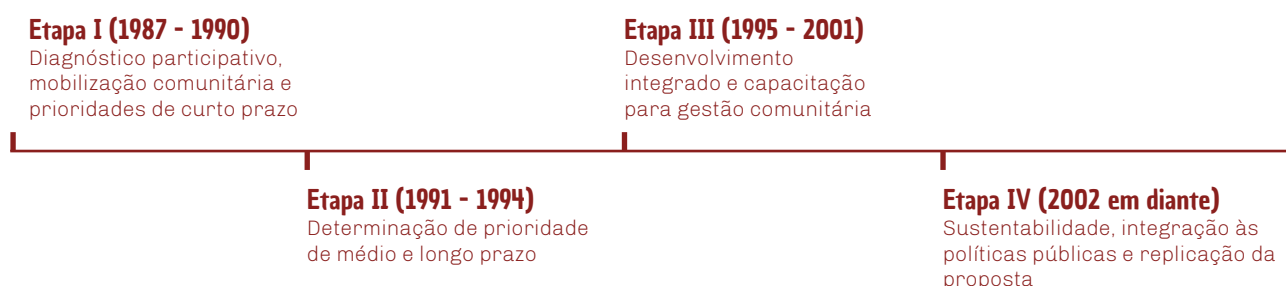 Etapa I (1987 - 1990)
Diagnóstico participativo,
mobilização comunitária e
prioridades de curto prazo
Etapa II (1991 - 1994)
Determinação de prioridade
de médio e longo prazo
Etapa III (1995 - 2001)
Desenvolvimento
integrado e capacitação
para gestão comunitária
Etapa IV (2002 em diante)
Sustentabilidade, integração às
políticas públicas e replicação da
proposta